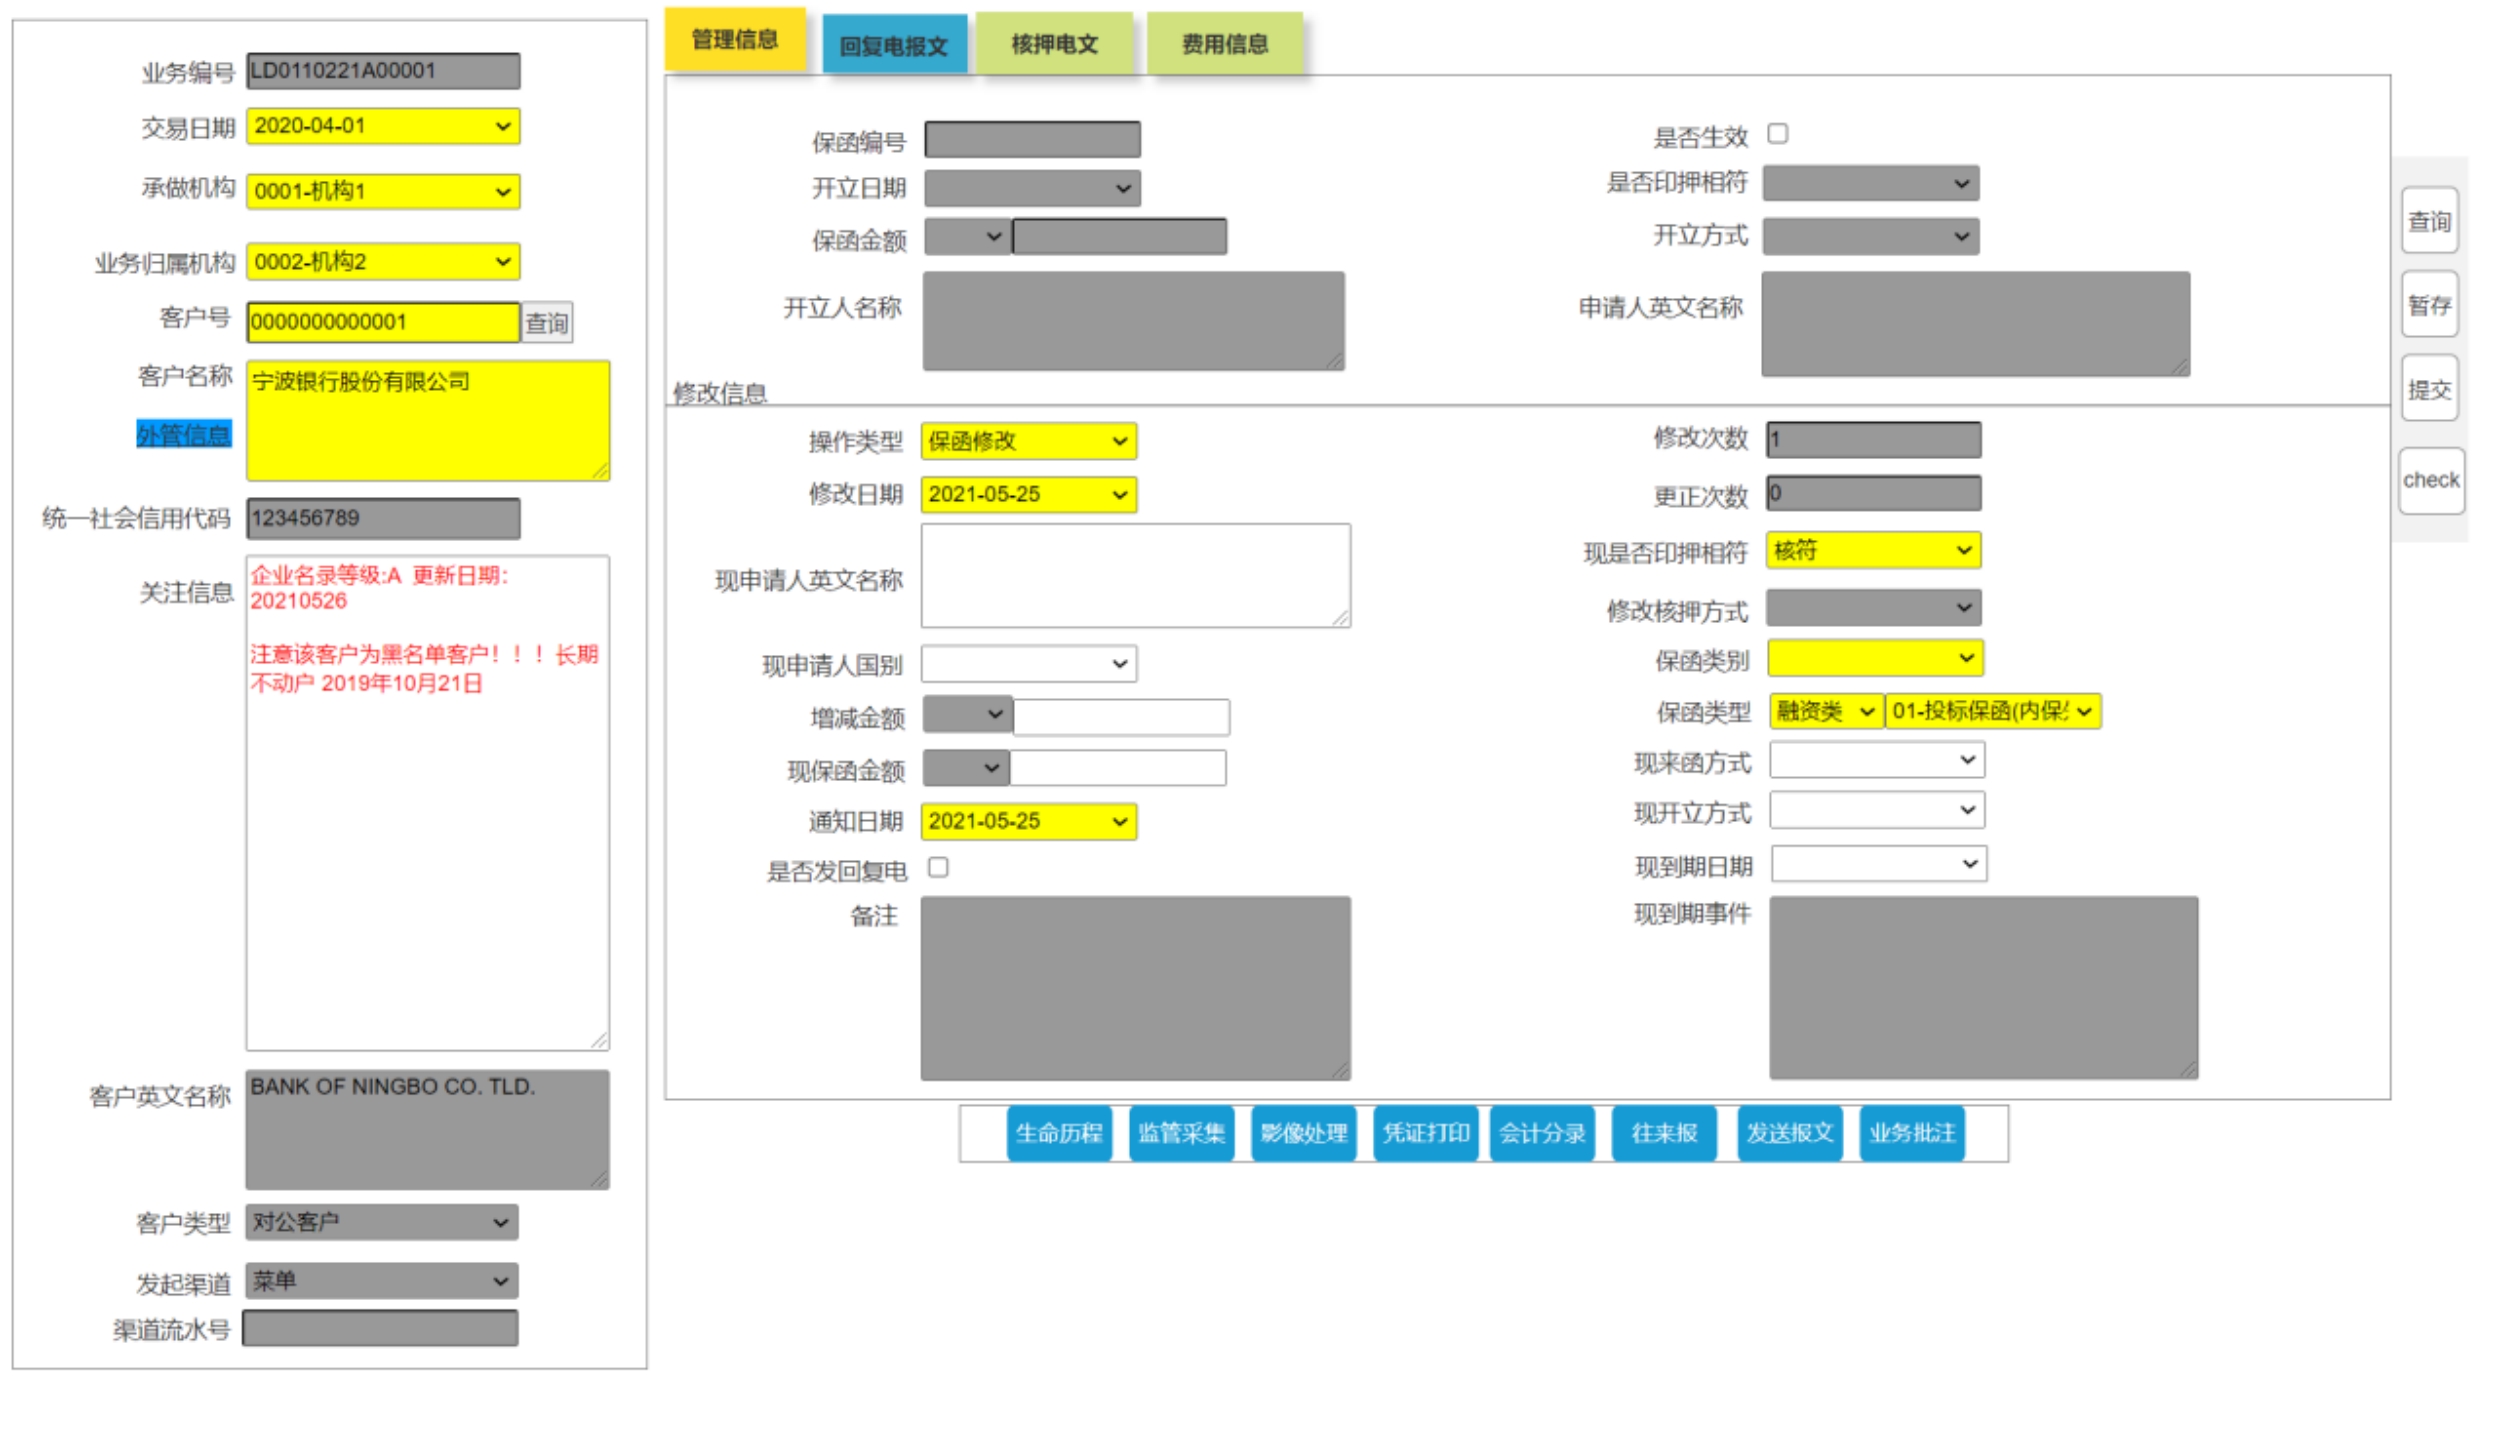 业务编号 LD0110221A00001
交易日期 2020-04-01
承做机构 0001-机构1
业务归属机构 0002-机构2
客户号 0000000000001 查询
客户名称 宁波银行股份有限公司
外管信息
统一社会信用代码 123456789
关注信息 企业名录等级:A 更新日期:
20210526
注意该客户为黑名单客户！！！长期
不动户 2019年10月21日
客户英文名称 BANK OF NINGBO CO. TLD.
客户类型 对公客户
发起渠道 菜单
渠道流水号
管理信息 回复电报文 核押电文 费用信息
保函编号 是否生效
开立日期 是否印押相符
保函金额 开立方式
开立人名称 申请人英文名称
修改信息
操作类型 保函修改 修改次数 1
修改日期 2021-05-25 更正次数 0
现申请人英文名称 现是否印押相符 核符
修改核押方式
现申请人国别 保函类别
增减金额 保函类型 融资类 01-投标保函(内保
现保函金额 现来函方式
通知日期 2021-05-25 现开立方式
是否发回复电 现到期日期
备注 现到期事件
生命历程 监管采集 影像处理 凭证打印 会计分录 往来报 发送报文 业务批注
查询
暂存
提交
check